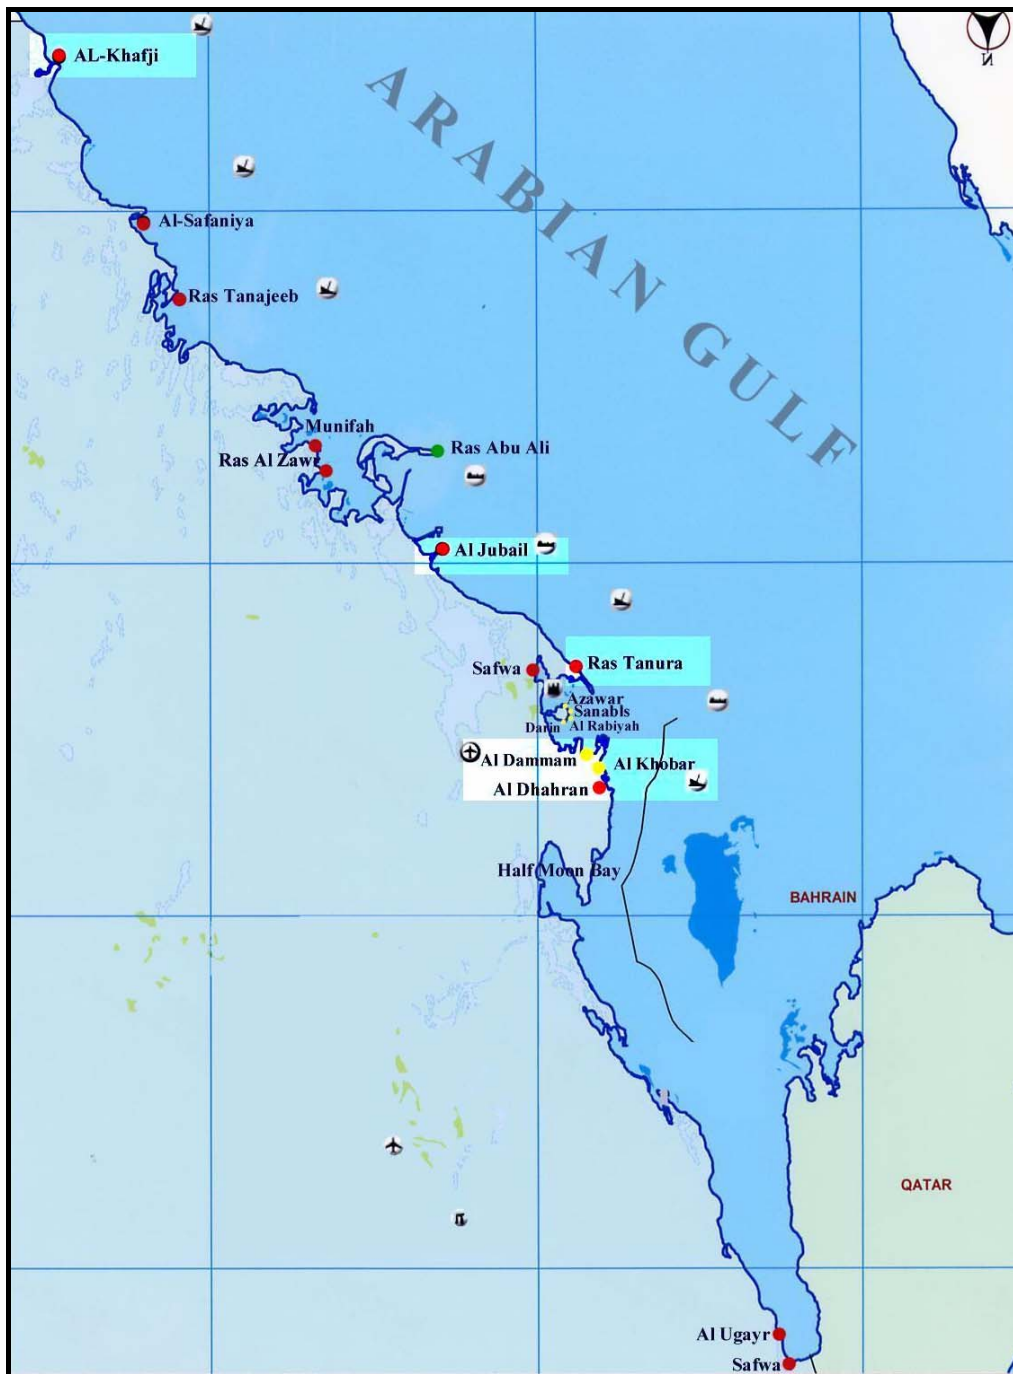 N
AL-Khafji
ARABIAN GULF
Al-Safaniya
Ras Tanajeeb
Munifah
Ras Abu Ali
Ras Al Zawr
Al Jubail
Safwa
Ras Tanura
Azawar
Sanabls
Darin
Al Rabiyah
Al Dammam
Al Khobar
Al Dhahran
Half Moon Bay
BAHRAIN
QATAR
Al Ugayr
Safwa